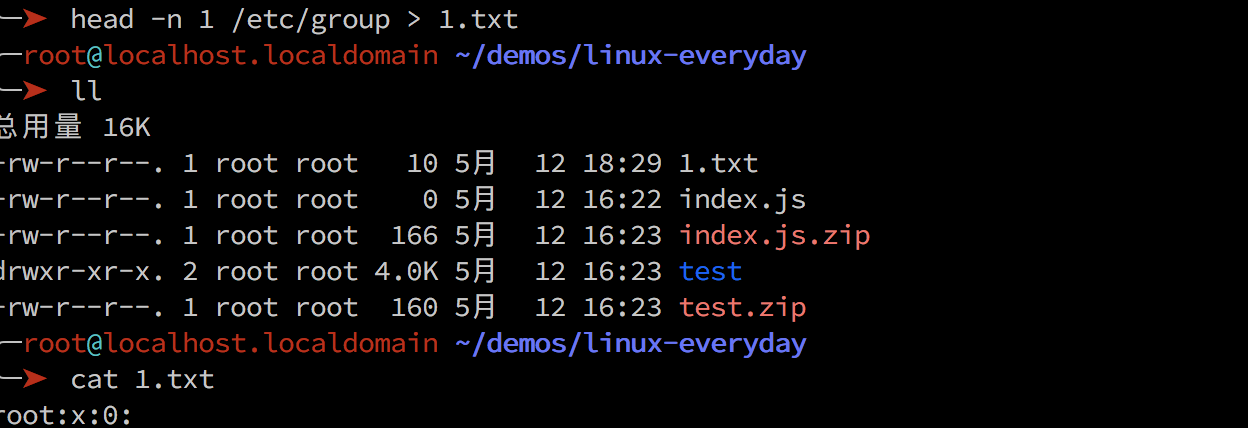 head -n 1 /etc/group > 1.txt
root@localhost.localdomain ~/demos/linux-everyday
ll
总用量 16K
-rw-r--r--. 1 root root   10 5月  12 18:29 1.txt
-rw-r--r--. 1 root root    0 5月  12 16:22 index.js
-rw-r--r--. 1 root root  166 5月  12 16:23 index.js.zip
drwxr-xr-x. 2 root root 4.0K 5月  12 16:23 test
-rw-r--r--. 1 root root  160 5月  12 16:23 test.zip
root@localhost.localdomain ~/demos/linux-everyday
cat 1.txt
root:x:0: